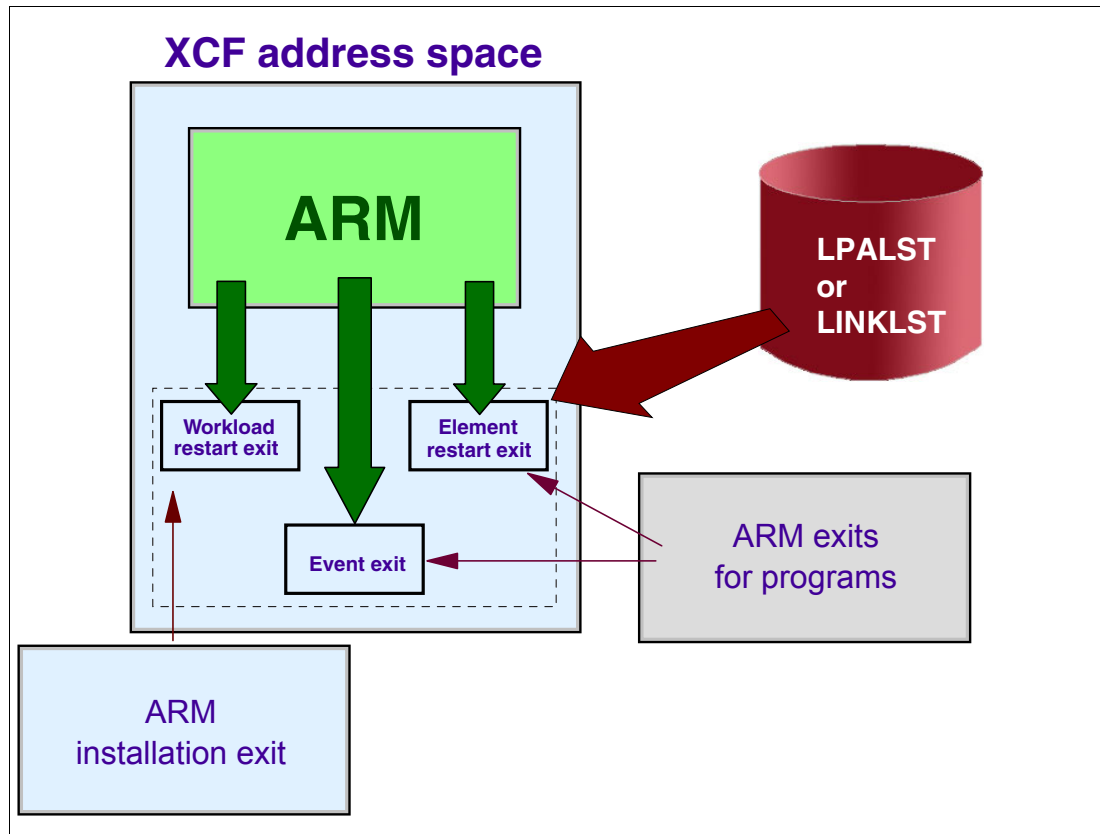 XCF address space
ARM
LPALST
or
LINKLST
Workload
restart exit
Element
restart exit
Event exit
ARM exits
for programs
ARM
installation exit